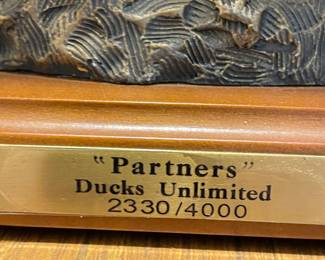 "Partners"
Ducks Unlimited
2330/4000